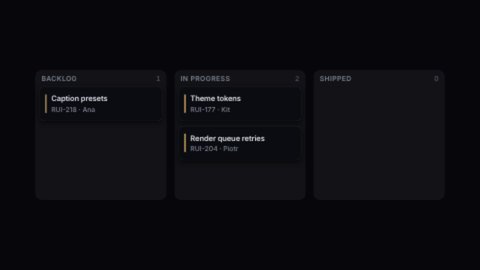 BACKLOG 1
Caption presets
RUI-218 · Ana
IN PROGRESS 2
Theme tokens
RUI-177 · Kit
Render queue retries
RUI-204 · Piotr
SHIPPED 0